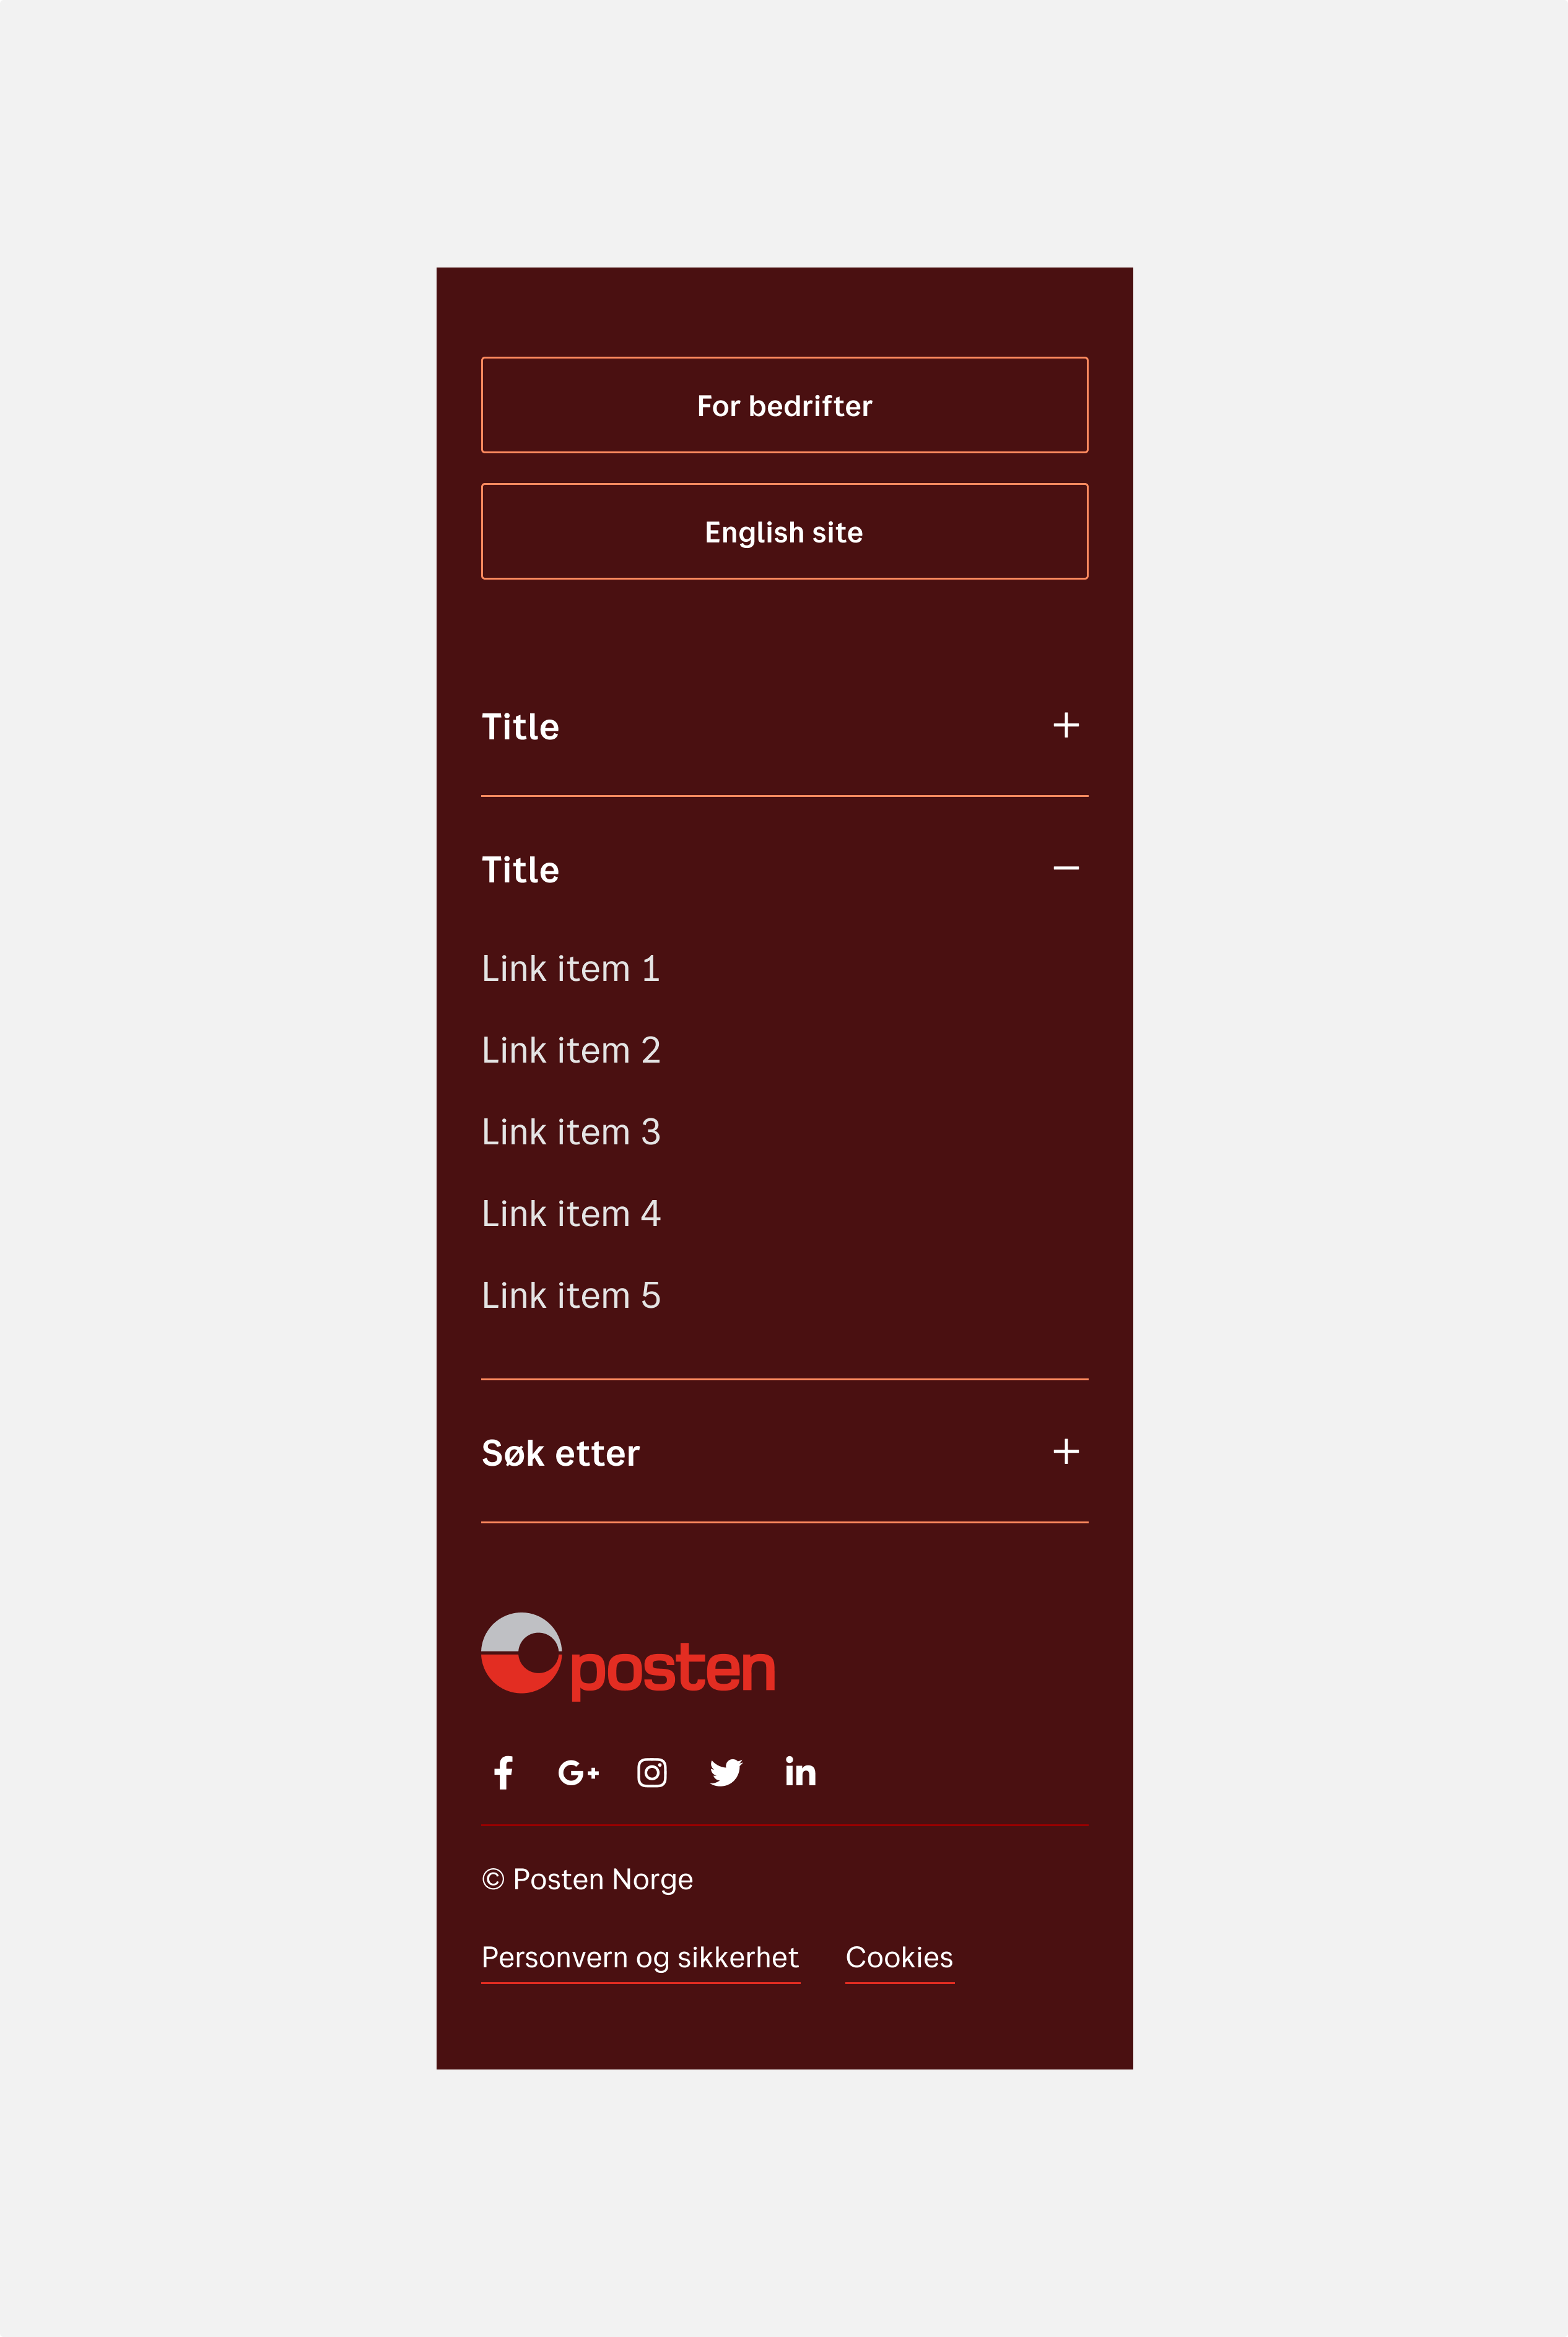 For bedrifter
English site
Title
Title
Link item 1
Link item 2
Link item 3
Link item 4
Link item 5
Søk etter
posten
© Posten Norge
Personvern og sikkerhet Cookies